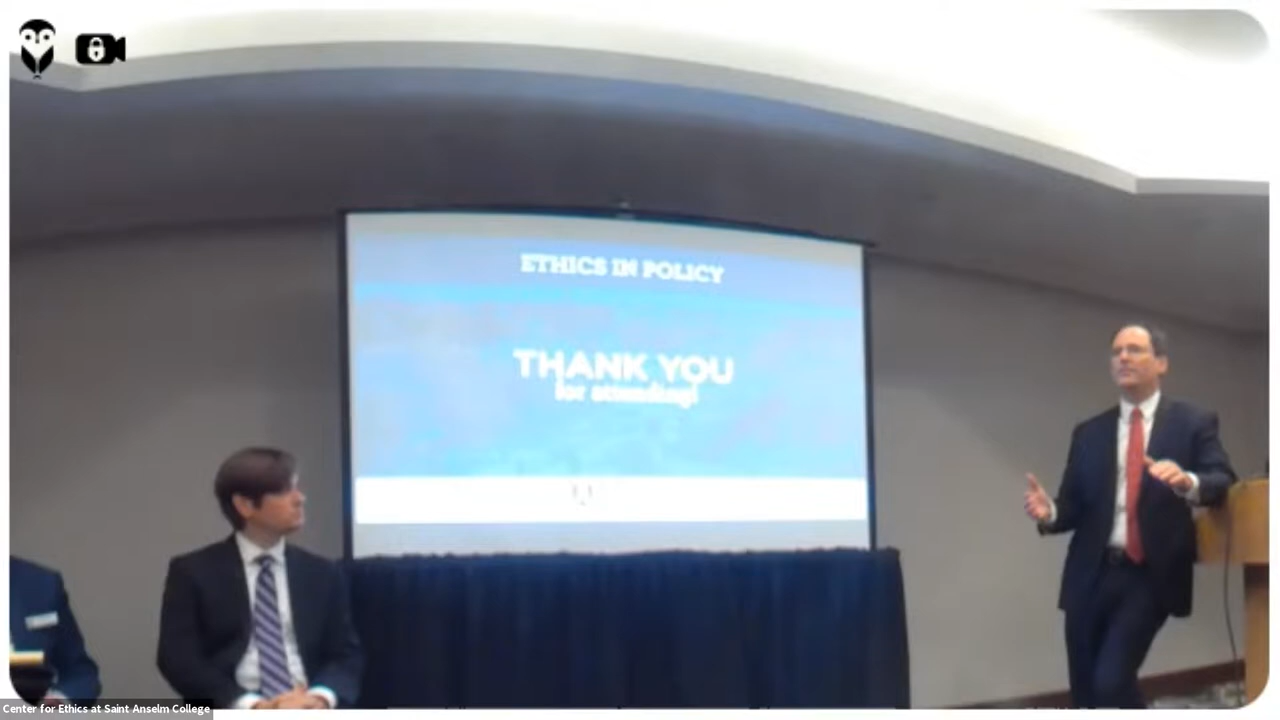 ETHICS IN POLICY
THANK YOU
for attending!
Center for Ethics at Saint Anselm College